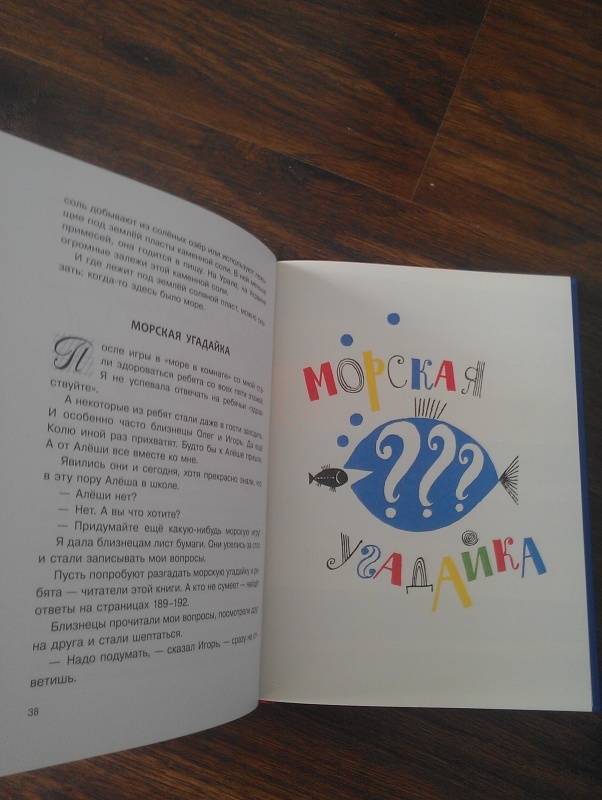 соль добывают из солёных озёр или используют
щие под землёй пласты каменной соли. В ней меньше
примесей, она годится в пищу. На Урале, на Украине
огромные залежи этой каменной соли.
И где лежит под землёй соляной пласт, можно ска-
зать: когда-то здесь было море.
МОРСКАЯ УГАДАЙКА
После игры в «море в комнате» со мной ста-
ли здороваться ребята со всех пяти этажей.
Я не успевала отвечать на ребячьи «здрав-
ствуйте».
А некоторые из ребят стали даже в гости заходить.
И особенно часто близнецы Олег и Игорь. Да ещё
Колю иной раз прихватят. Будто бы к Алёше пришли.
А от Алёши все вместе ко мне.
Явились они и сегодня, хотя прекрасно знали, что
в эту пору Алёша в школе.
— Алёши нет?
— Нет. А вы что хотите?
— Придумайте ещё какую-нибудь морскую игру!
Я дала близнецам лист бумаги. Они уселись за стол
и стали записывать мои вопросы.
Пусть попробуют разгадать морскую угадайку и ре-
бята — читатели этой книги. А кто не сумеет — найдёт
ответы на страницах 189–192.
Близнецы прочитали мои вопросы, посмотрели друг
на друга и стали шептаться.
— Надо подумать, — сказал Игорь, — сразу не от-
ветишь.
38
МОРСКАЯ
???
УГАДАЙКА